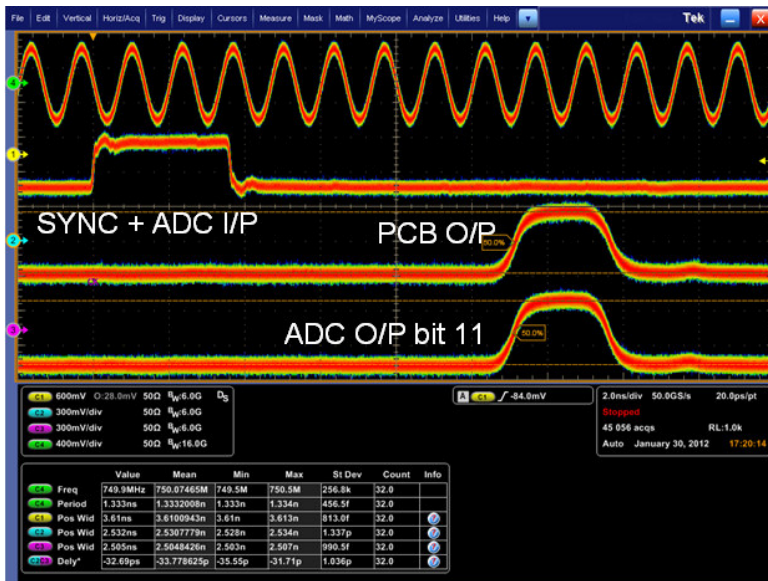 File Edit Vertical Horiz/Acq Trig Display Cursors Measure Mask Math MyScope Analyze Utilities Help Tek
4
1
SYNC + ADC I/P PCB O/P
2 50.0%
ADC O/P bit 11
3 50.0%
C1 600mV O:28.0mV 50Ω BW:6.0G DS
C2 300mV/div 50Ω BW:6.0G
C3 300mV/div 50Ω BW:6.0G
C4 400mV/div 50Ω BW:16.0G
A C1 -84.0mV
2.0ns/div 50.0GS/s 20.0ps/pt
Stopped
45 056 acqs RL:1.0k
Auto January 30, 2012 17:20:14
Value Mean Min Max St Dev Count Info
C4 Freq 749.9MHz 750.07465M 749.5M 750.5M 256.8k 32.0
C4 Period 1.333ns 1.3332008n 1.333n 1.334n 456.5f 32.0
C1 Pos Wid 3.61ns 3.6100943n 3.61n 3.613n 813.0f 32.0
C2 Pos Wid 2.532ns 2.5307779n 2.528n 2.534n 1.337p 32.0
C3 Pos Wid 2.505ns 2.5048426n 2.503n 2.507n 990.5f 32.0
C2 C3 Dely* -32.69ps -33.778625p -35.55p -31.71p 1.036p 32.0